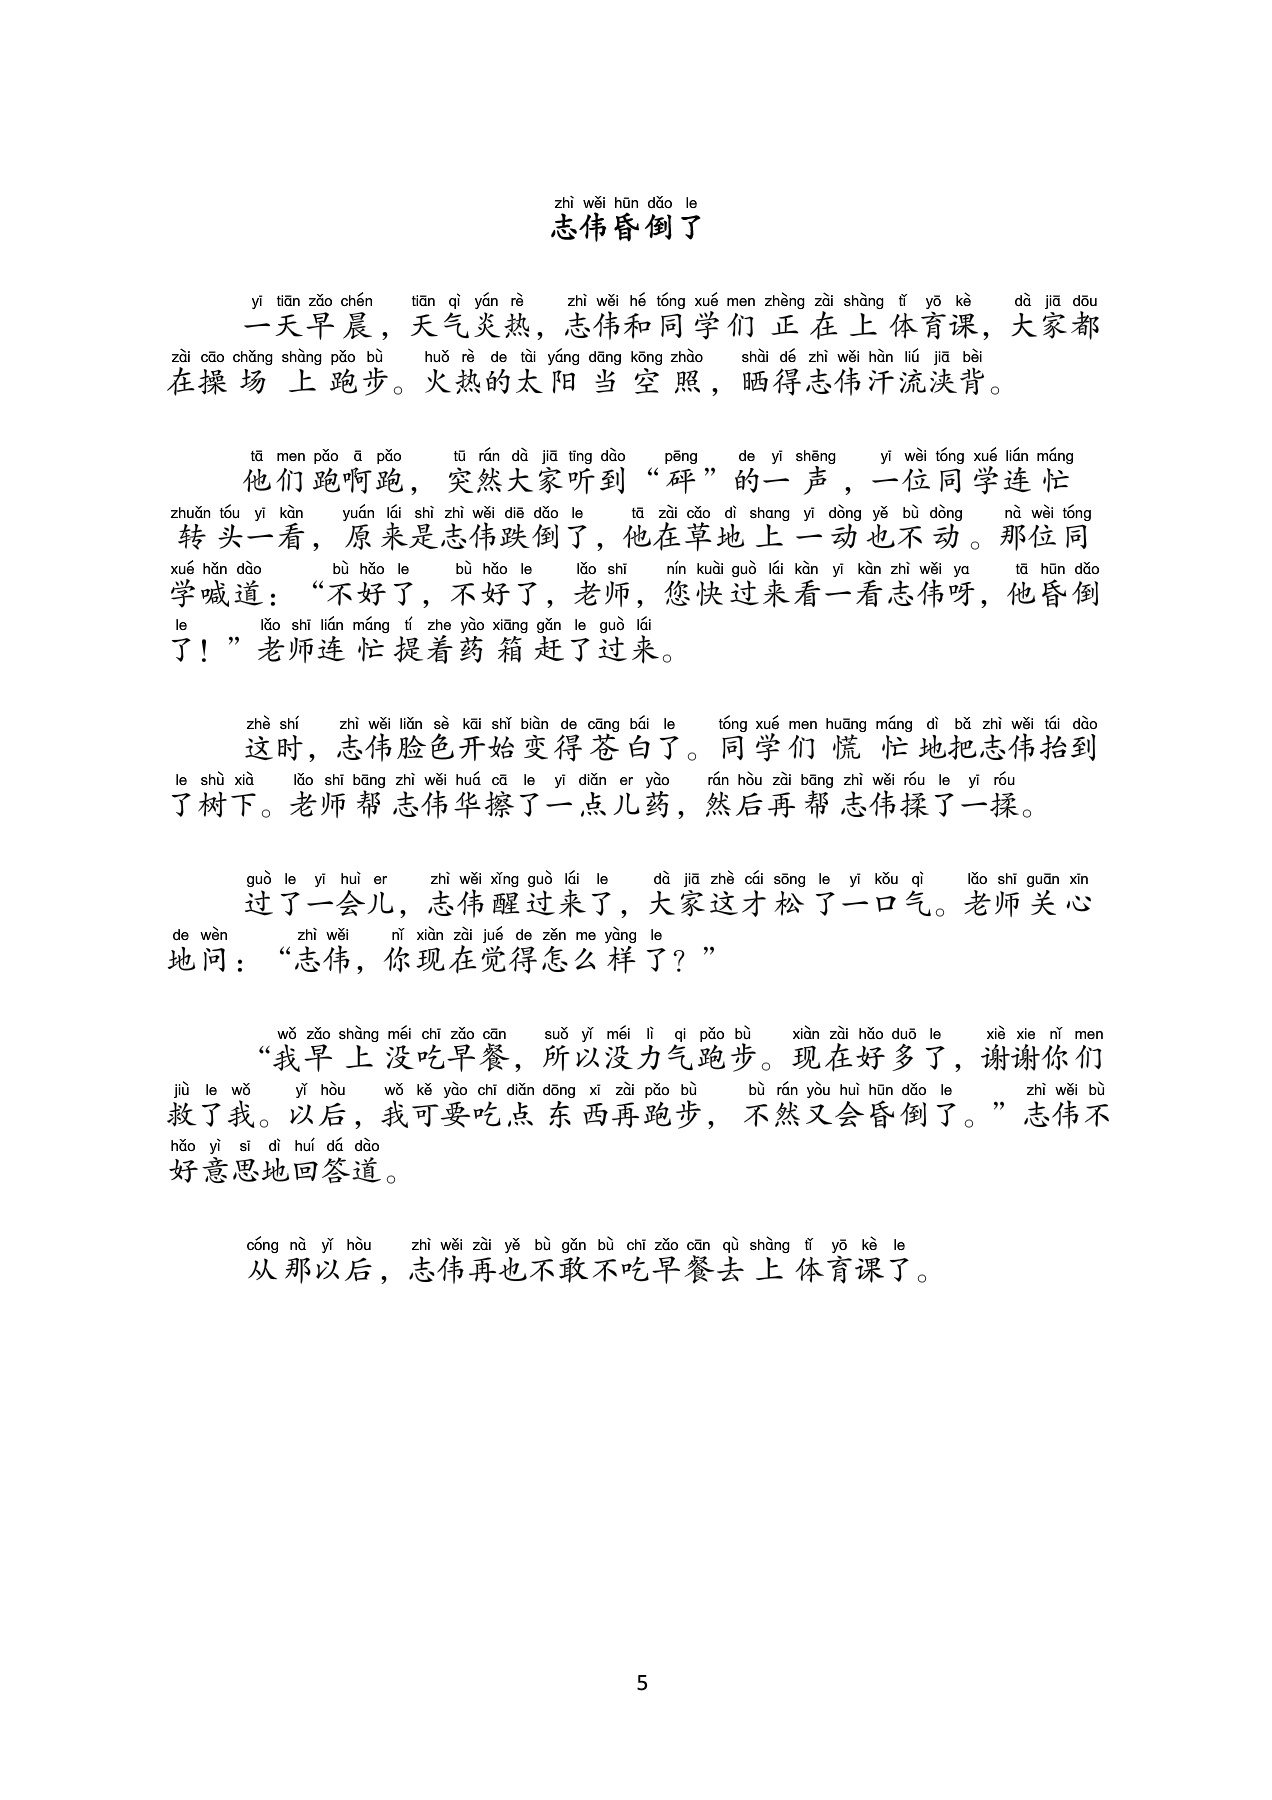 zhì wěi hūn dǎo le
志伟昏倒了
yī tiān zǎo chén tiān qì yán rè zhì wěi hé tóng xué men zhèng zài shàng tǐ yō kè dà jiā dōu
一天早晨，天气炎热，志伟和同学们正在上体育课，大家都
zài cāo chǎng shàng pǎo bù huǒ rè de tài yáng dāng kōng zhào shài dé zhì wěi hàn liú jiā bèi
在操场上跑步。火热的太阳当空照，晒得志伟汗流浃背。
tā men pǎo ā pǎo tū rán dà jiā tīng dào pēng de yī shēng yī wèi tóng xué lián máng
他们跑啊跑，突然大家听到“砰”的一声，一位同学连忙
zhuǎn tóu yī kàn yuán lái shì zhì wěi diē dǎo le tā zài cǎo dì shang yī dòng yě bù dòng nà wèi tóng
转头一看，原来是志伟跌倒了，他在草地上一动也不动。那位同
xué hǎn dào bù hǎo le bù hǎo le lǎo shī nín kuài guò lái kàn yī kàn zhì wěi ya tā hūn dǎo
学喊道：“不好了，不好了，老师，您快过来看一看志伟呀，他昏倒
le lǎo shī lián máng tí zhe yào xiāng gǎn le guò lái
了！”老师连忙提着药箱赶了过来。
zhè shí zhì wěi liǎn sè kāi shǐ biàn de cāng bái le tóng xué men huāng máng dì bǎ zhì wěi tái dào
这时，志伟脸色开始变得苍白了。同学们慌忙地把志伟抬到
le shù xià lǎo shī bāng zhì wěi huá cā le yī diǎn er yào rán hòu zài bāng zhì wěi róu le yī róu
了树下。老师帮志伟华擦了一点儿药，然后再帮志伟揉了一揉。
guò le yī huì er zhì wěi xǐng guò lái le dà jiā zhè cái sōng le yī kǒu qì lǎo shī guān xīn
过了一会儿，志伟醒过来了，大家这才松了一口气。老师关心
de wèn zhì wěi nǐ xiàn zài jué de zěn me yàng le
地问：“志伟，你现在觉得怎么样了？”
wǒ zǎo shàng méi chī zǎo cān suǒ yǐ méi lì qi pǎo bù xiàn zài hǎo duō le xiè xie nǐ men
“我早上没吃早餐，所以没力气跑步。现在好多了，谢谢你们
jiù le wǒ yǐ hòu wǒ kě yào chī diǎn dōng xi zài pǎo bù bù rán yòu huì hūn dǎo le zhì wěi bù
救了我。以后，我可要吃点东西再跑步，不然又会昏倒了。”志伟不
hǎo yì sī dì huí dá dào
好意思地回答道。
cóng nà yǐ hòu zhì wěi zài yě bù gǎn bù chī zǎo cān qù shàng tǐ yō kè le
从那以后，志伟再也不敢不吃早餐去上体育课了。
5